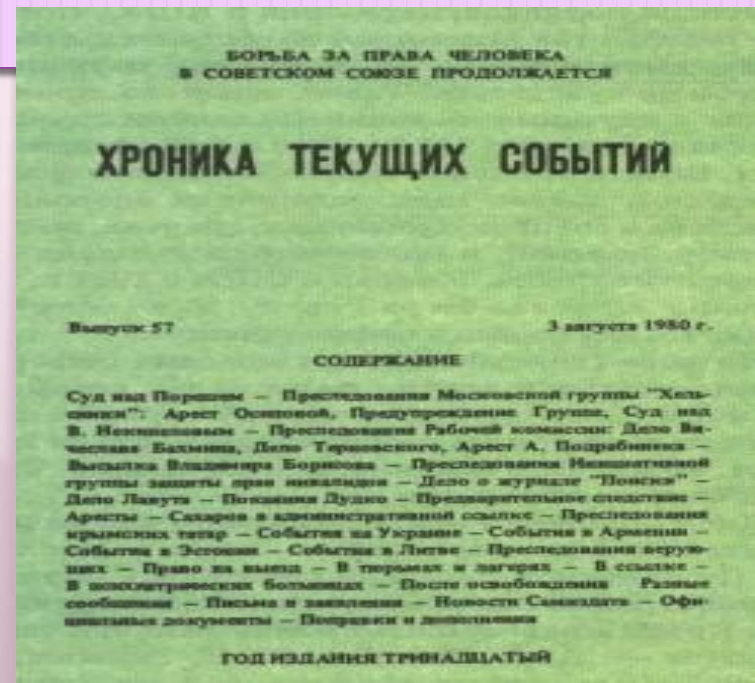 БОРЬБА ЗА ПРАВА ЧЕЛОВЕКА
В СОВЕТСКОМ СОЮЗЕ ПРОДОЛЖАЕТСЯ
ХРОНИКА ТЕКУЩИХ СОБЫТИЙ
Выпуск 57
3 августа 1980 г.
СОДЕРЖАНИЕ
Суд над Порешем — Преследования Московской группы "Хель-
синки": Арест Осиповой, Предупреждение Группе, Суд над
В. Некипеловым — Преследования Рабочей комиссии: Дело Вя-
чеслава Бахмина, Дело Терновского, Арест А. Подрабинека —
Высылка Владимира Борисова — Преследования Инициативной
группы защиты прав инвалидов — Дело о журнале "Поиски" —
Дело Лавута — Показания Дудко — Предварительное следствие —
Аресты — Сахаров в административной ссылке — Преследования
крымских татар — События на Украине — События в Армении —
События в Эстонии — События в Литве — Преследования верую-
щих — Право на выезд — В тюрьмах и лагерях — В ссылке —
В психиатрических больницах — После освобождения Разные
сообщения — Письма и заявления — Новости Самиздата — Офи-
циальные документы — Поправки и дополнения
ГОД ИЗДАНИЯ ТРИНАДЦАТЫЙ